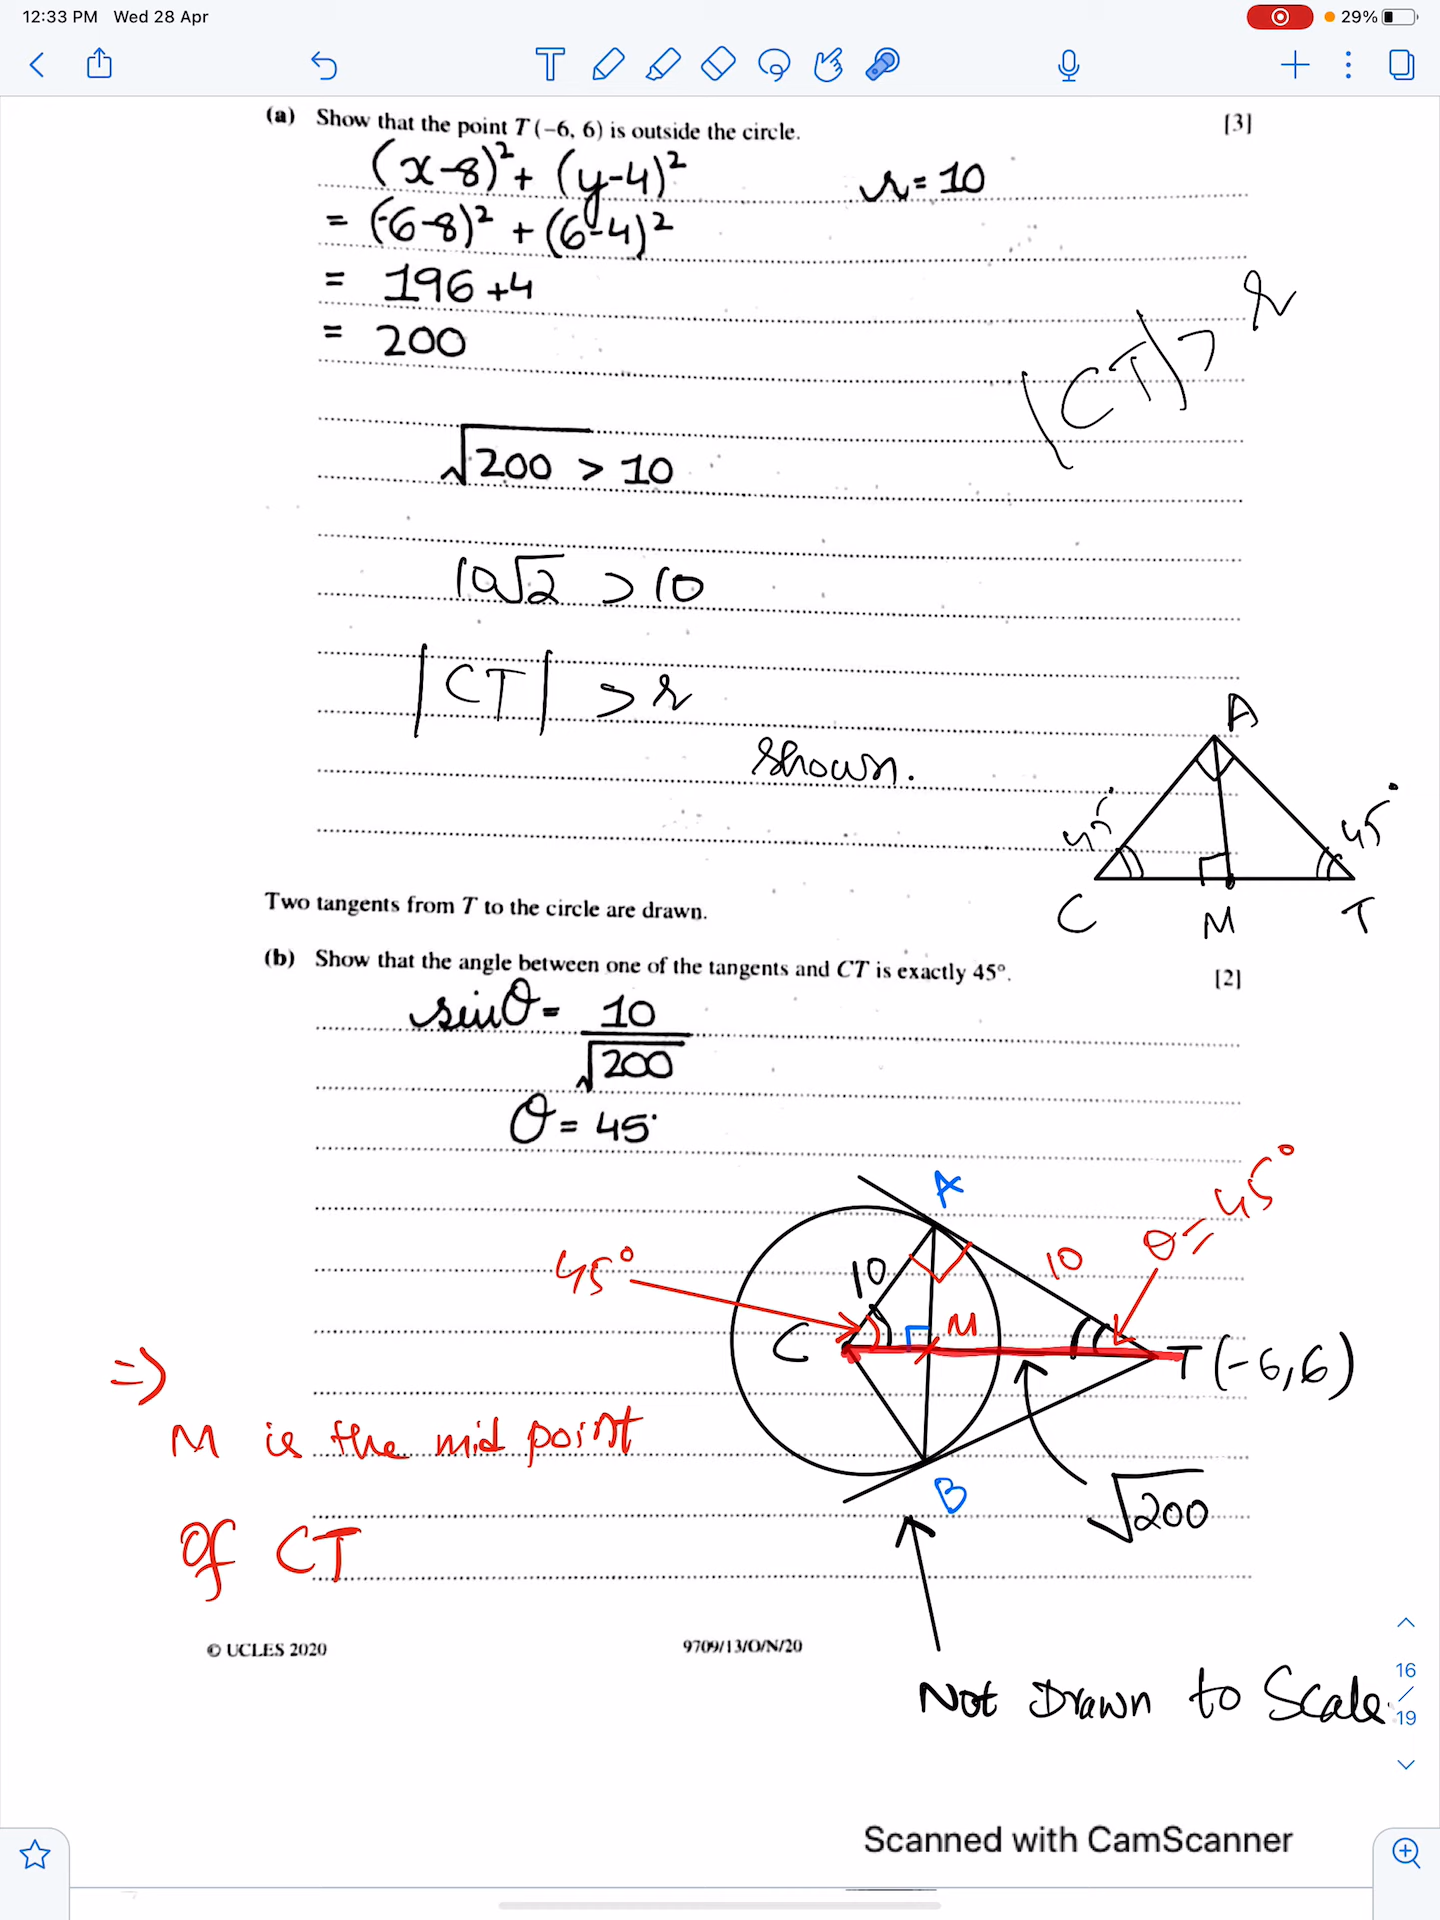 12:33 PM Wed 28 Apr
29%
(a) Show that the point T (−6, 6) is outside the circle. [3]
(x-8)² + (y-4)² r = 10
= (-6-8)² + (6-4)²
= 196 +4
= 200
|CT| > r
√200 > 10
10√2 > 10
|CT| > r
shown.
A
45° 45°
C M T
Two tangents from T to the circle are drawn.
(b) Show that the angle between one of the tangents and CT is exactly 45°. [2]
sinθ = 10
√200
θ = 45°
A
45° 10 10 θ = 45°
C M T (-6,6)
⇒
M is the mid point
of CT
B
√200
© UCLES 2020 9709/13/O/N/20
Not Drawn to Scale.
16
/
19
Scanned with CamScanner